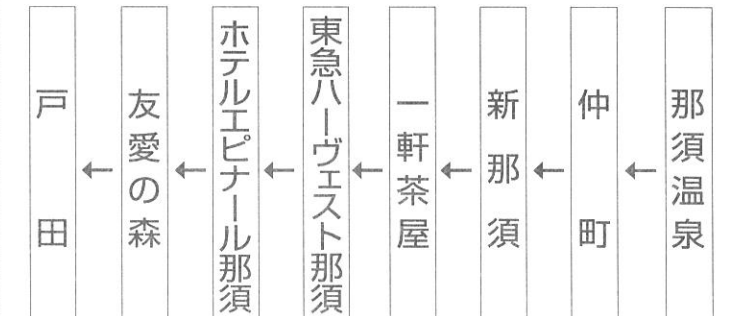 那須温泉
仲町
新那須
一軒茶屋
東急ハーヴェスト那須
ホテルエピナール那須
友愛の森
戸田